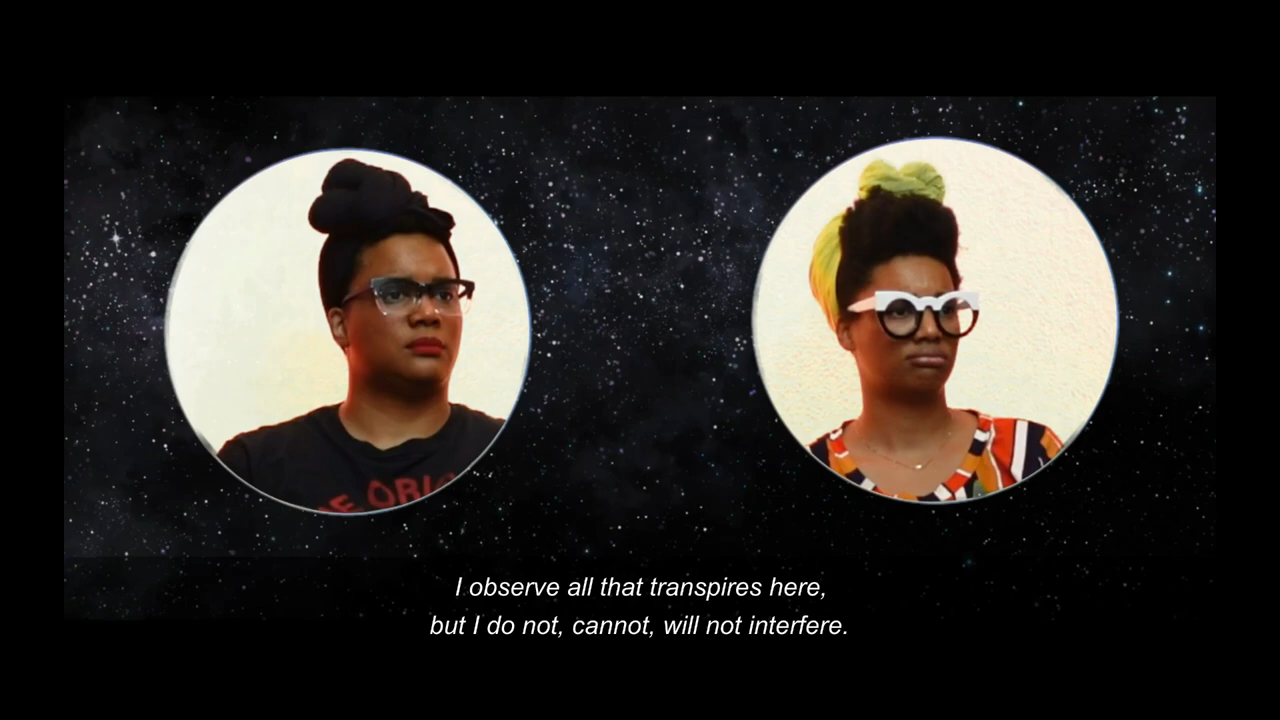 I observe all that transpires here,
but I do not, cannot, will not interfere.